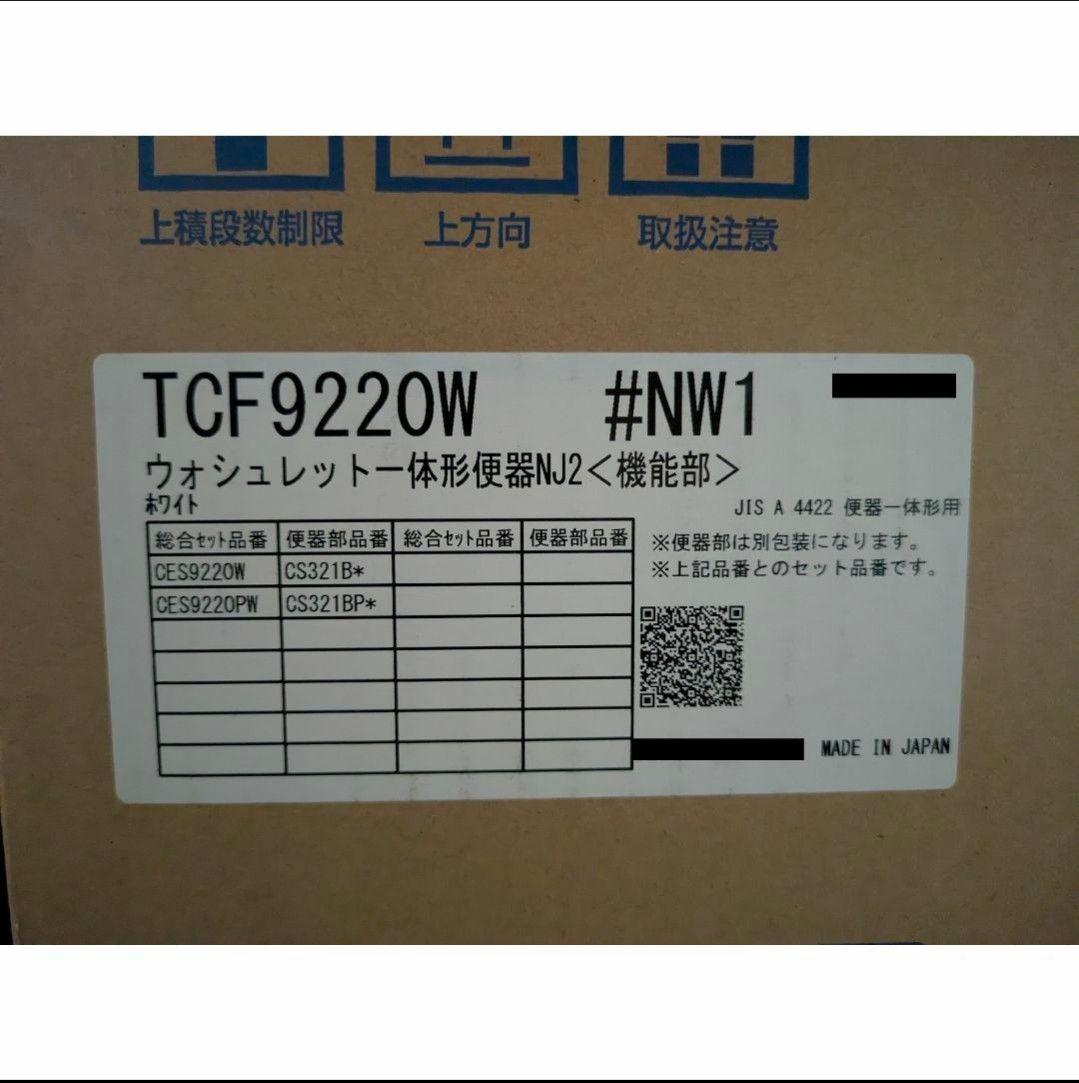 上積段数制限 上方向 取扱注意
TCF9220W #NW1
ウォシュレット一体形便器NJ2<機能部>
ホワイト
JIS A 4422 便器一体形用
総合セット品番 便器部品番 総合セット品番 便器部品番
CES9220W CS321B*
CES9220PW CS321BP*
※便器部は別包装になります。
※上記品番とのセット品番です。
MADE IN JAPAN